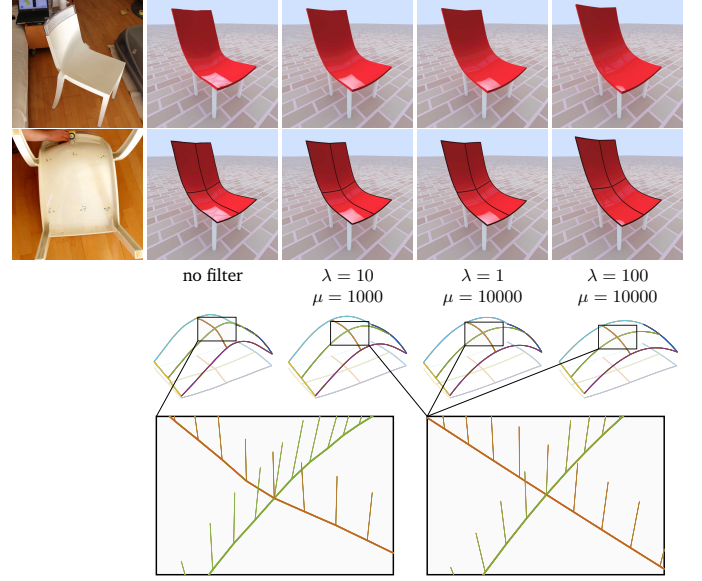 no filter
λ = 10
μ = 1000
λ = 1
μ = 10000
λ = 100
μ = 10000